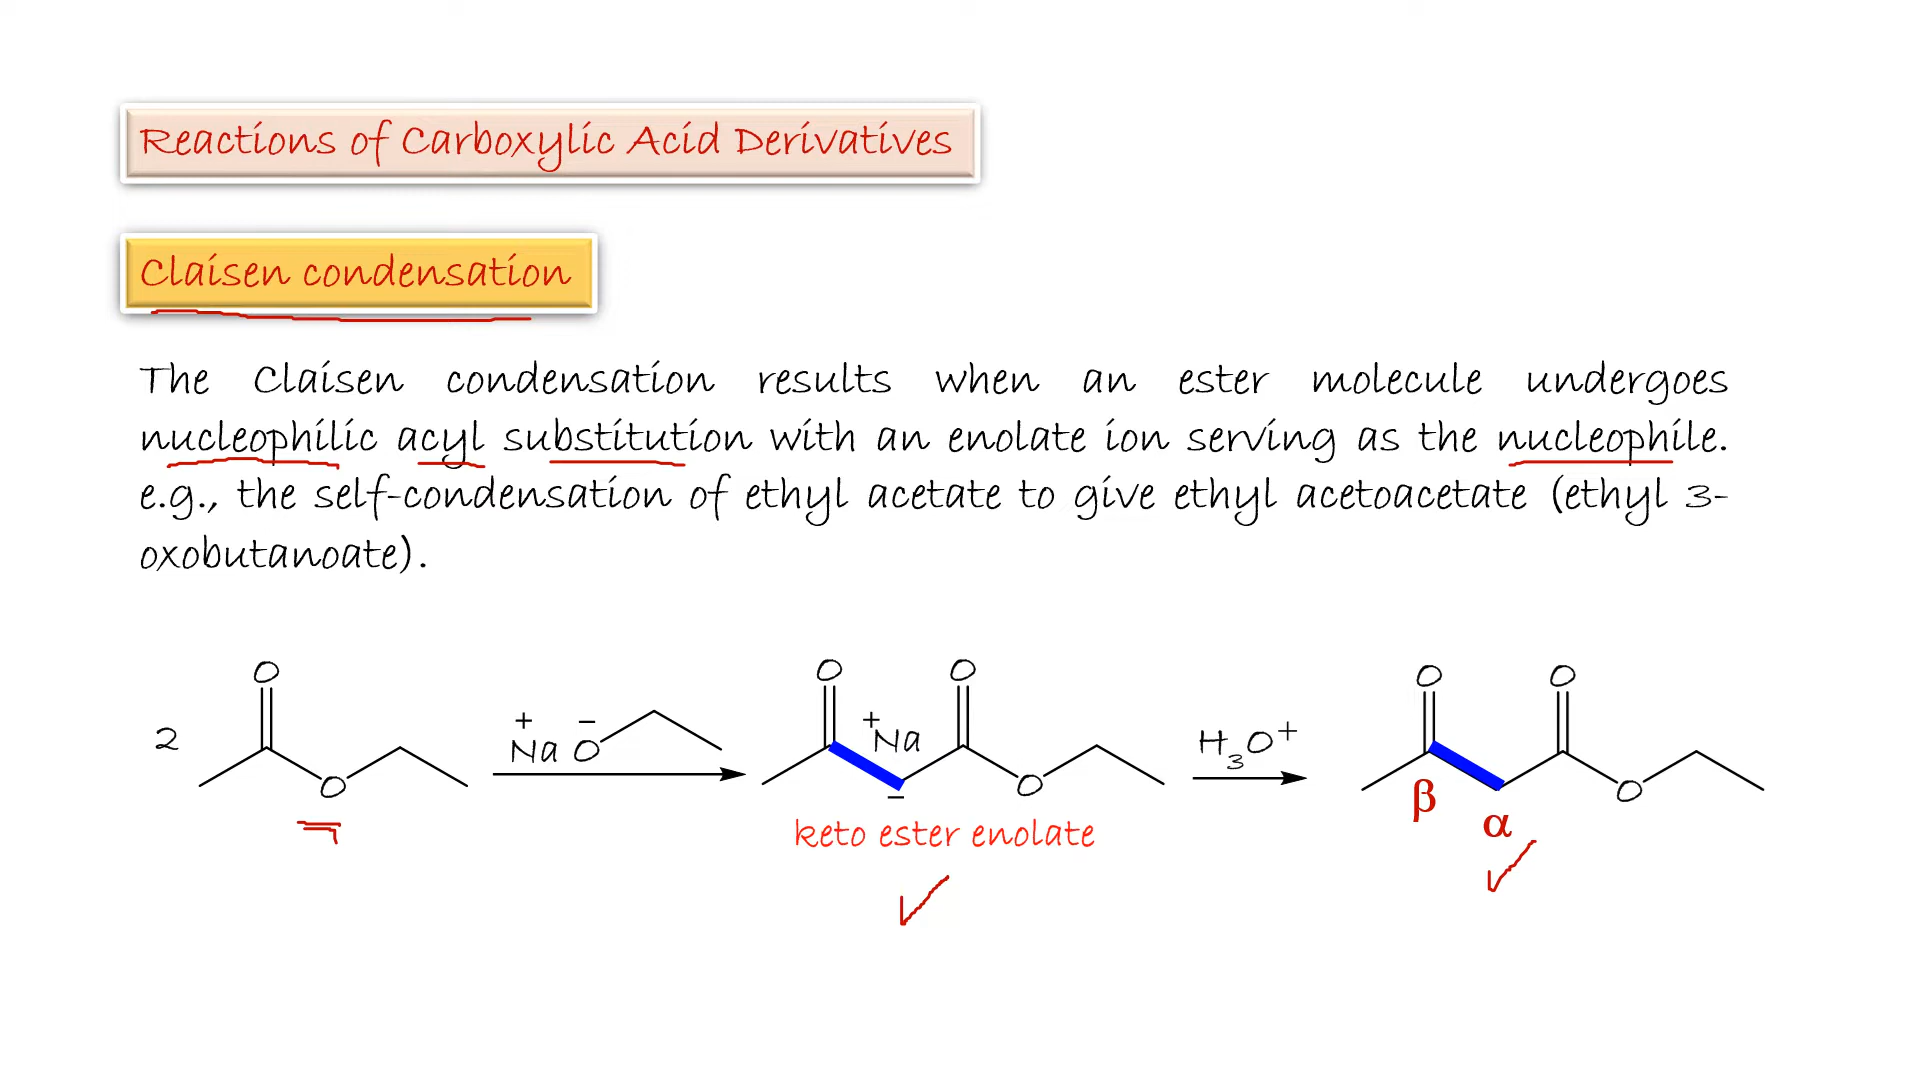 Reactions of Carboxylic Acid Derivatives
Claisen condensation
The Claisen condensation results when an ester molecule undergoes
nucleophilic acyl substitution with an enolate ion serving as the nucleophile.
e.g., the self-condensation of ethyl acetate to give ethyl acetoacetate (ethyl 3-
oxobutanoate).
O O O O O
+ − +
2 Na O Na H3O+
O O O
−
β
α
keto ester enolate